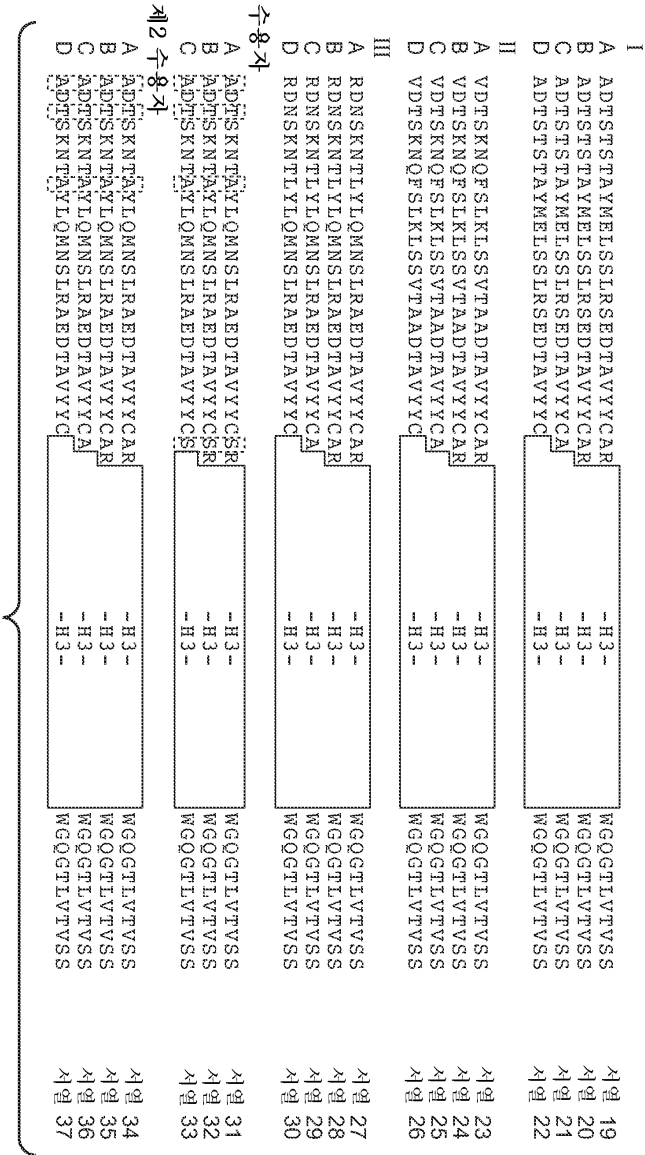 I
A ADTSTSTAYMELSSLRSEDTAVYYCAR -H3- WGQGTLVTVSS 서열 19
B ADTSTSTAYMELSSLRSEDTAVYYCAR -H3- WGQGTLVTVSS 서열 20
C ADTSTSTAYMELSSLRSEDTAVYYCA -H3- WGQGTLVTVSS 서열 21
D ADTSTSTAYMELSSLRSEDTAVYYC -H3- WGQGTLVTVSS 서열 22
II
A VDTSKNQFSLKLSSVTAADTAVYYCAR -H3- WGQGTLVTVSS 서열 23
B VDTSKNQFSLKLSSVTAADTAVYYCAR -H3- WGQGTLVTVSS 서열 24
C VDTSKNQFSLKLSSVTAADTAVYYCA -H3- WGQGTLVTVSS 서열 25
D VDTSKNQFSLKLSSVTAADTAVYYC -H3- WGQGTLVTVSS 서열 26
III
A RDNSKNTLYLQMNSLRAEDTAVYYCAR -H3- WGQGTLVTVSS 서열 27
B RDNSKNTLYLQMNSLRAEDTAVYYCAR -H3- WGQGTLVTVSS 서열 28
C RDNSKNTLYLQMNSLRAEDTAVYYCA -H3- WGQGTLVTVSS 서열 29
D RDNSKNTLYLQMNSLRAEDTAVYYC -H3- WGQGTLVTVSS 서열 30
수용자
A ADTSKNTAYLQMNSLRAEDTAVYYCSR -H3- WGQGTLVTVSS 서열 31
B ADTSKNTAYLQMNSLRAEDTAVYYCSR -H3- WGQGTLVTVSS 서열 32
C ADTSKNTAYLQMNSLRAEDTAVYYCS -H3- WGQGTLVTVSS 서열 33
제2 수용자
A ADTSKNTAYLQMNSLRAEDTAVYYCAR -H3- WGQGTLVTVSS 서열 34
B ADTSKNTAYLQMNSLRAEDTAVYYCAR -H3- WGQGTLVTVSS 서열 35
C ADTSKNTAYLQMNSLRAEDTAVYYCA -H3- WGQGTLVTVSS 서열 36
D ADTSKNTAYLQMNSLRAEDTAVYYC -H3- WGQGTLVTVSS 서열 37